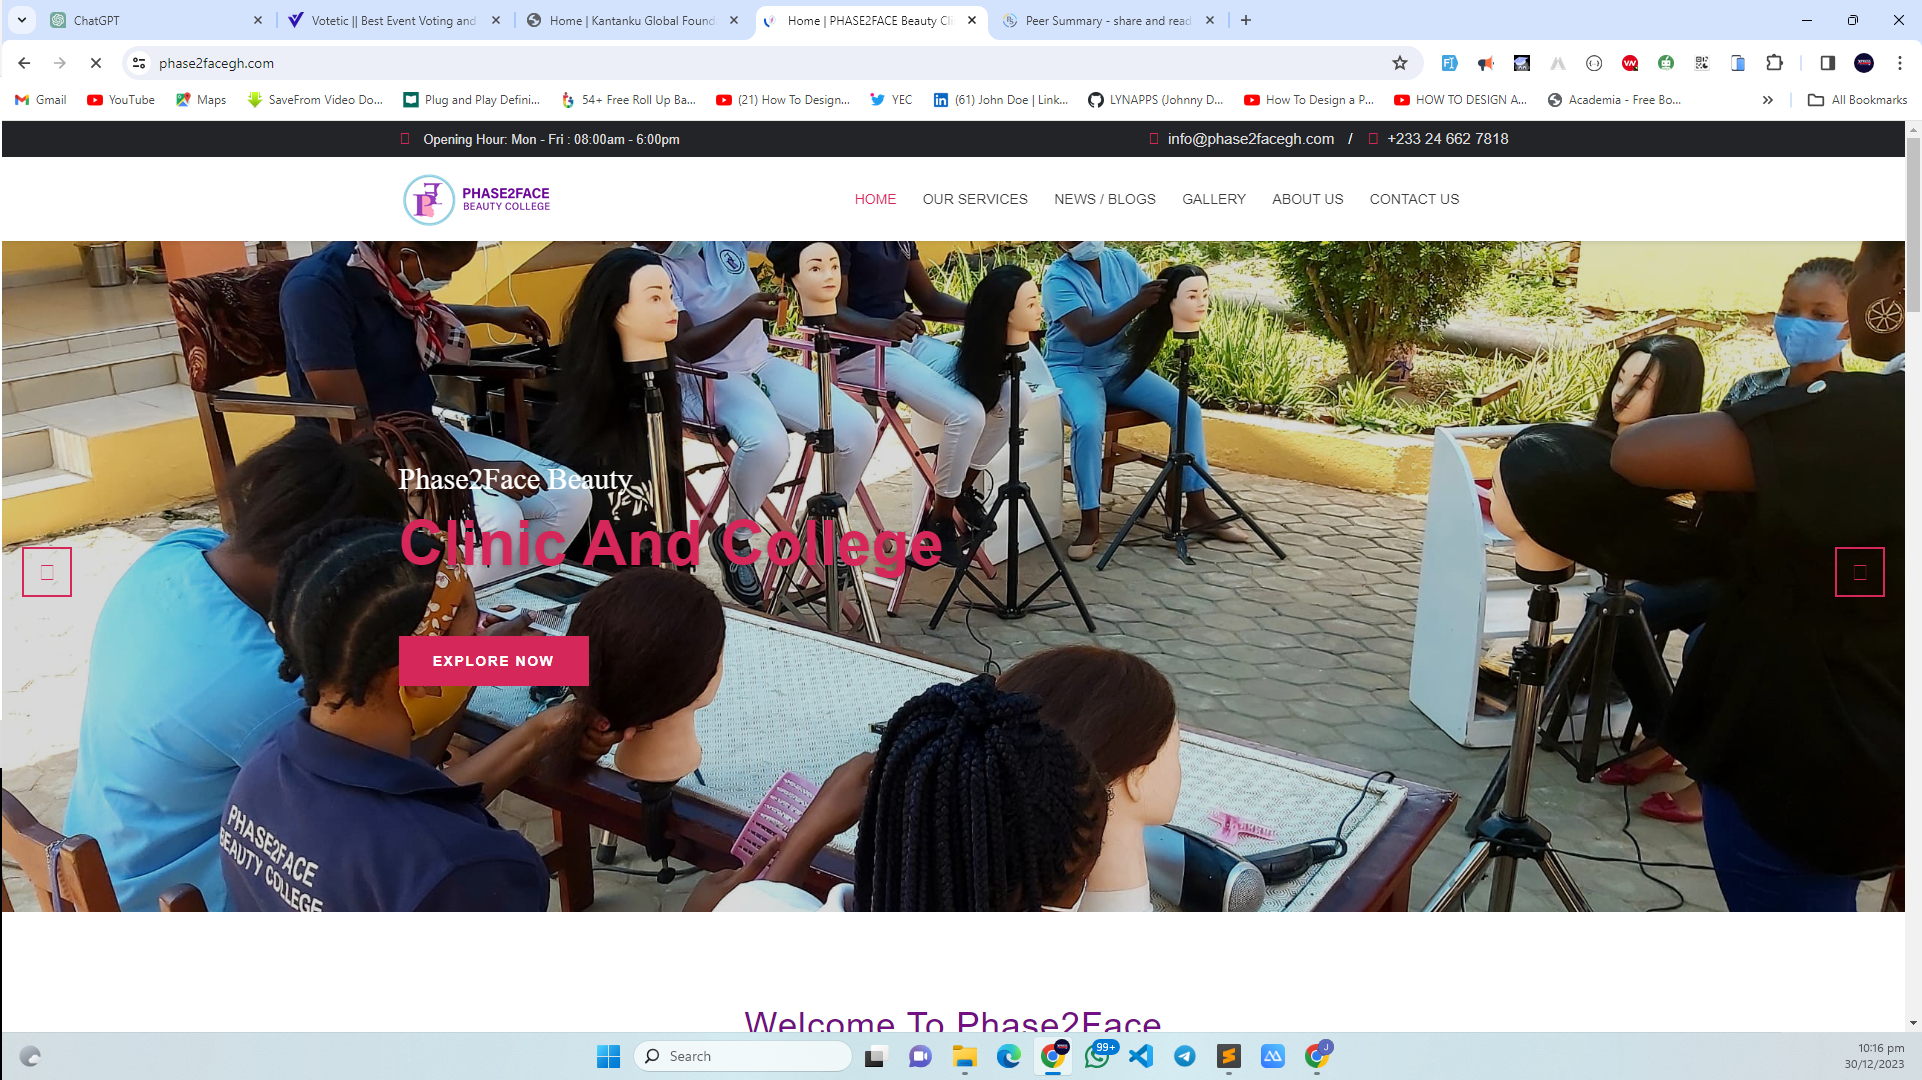 ChatGPT
Votetic || Best Event Voting and
Home | Kantanku Global Founda
Home | PHASE2FACE Beauty Cli
Peer Summary - share and read
phase2facegh.com
Gmail
YouTube
Maps
SaveFrom Video Do...
Plug and Play Defini...
54+ Free Roll Up Ba...
(21) How To Design...
YEC
(61) John Doe | Link...
LYNAPPS (Johnny D...
How To Design a P...
HOW TO DESIGN A...
Academia - Free Bo...
All Bookmarks
Opening Hour: Mon - Fri : 08:00am - 6:00pm
info@phase2facegh.com / +233 24 662 7818
PHASE2FACE
BEAUTY COLLEGE
HOME
OUR SERVICES
NEWS / BLOGS
GALLERY
ABOUT US
CONTACT US
Phase2Face Beauty
Clinic And College
EXPLORE NOW
PHASE2FACE
BEAUTY COLLEGE
Welcome To Phase2Face
Search
99+
J
10:16 pm
30/12/2023